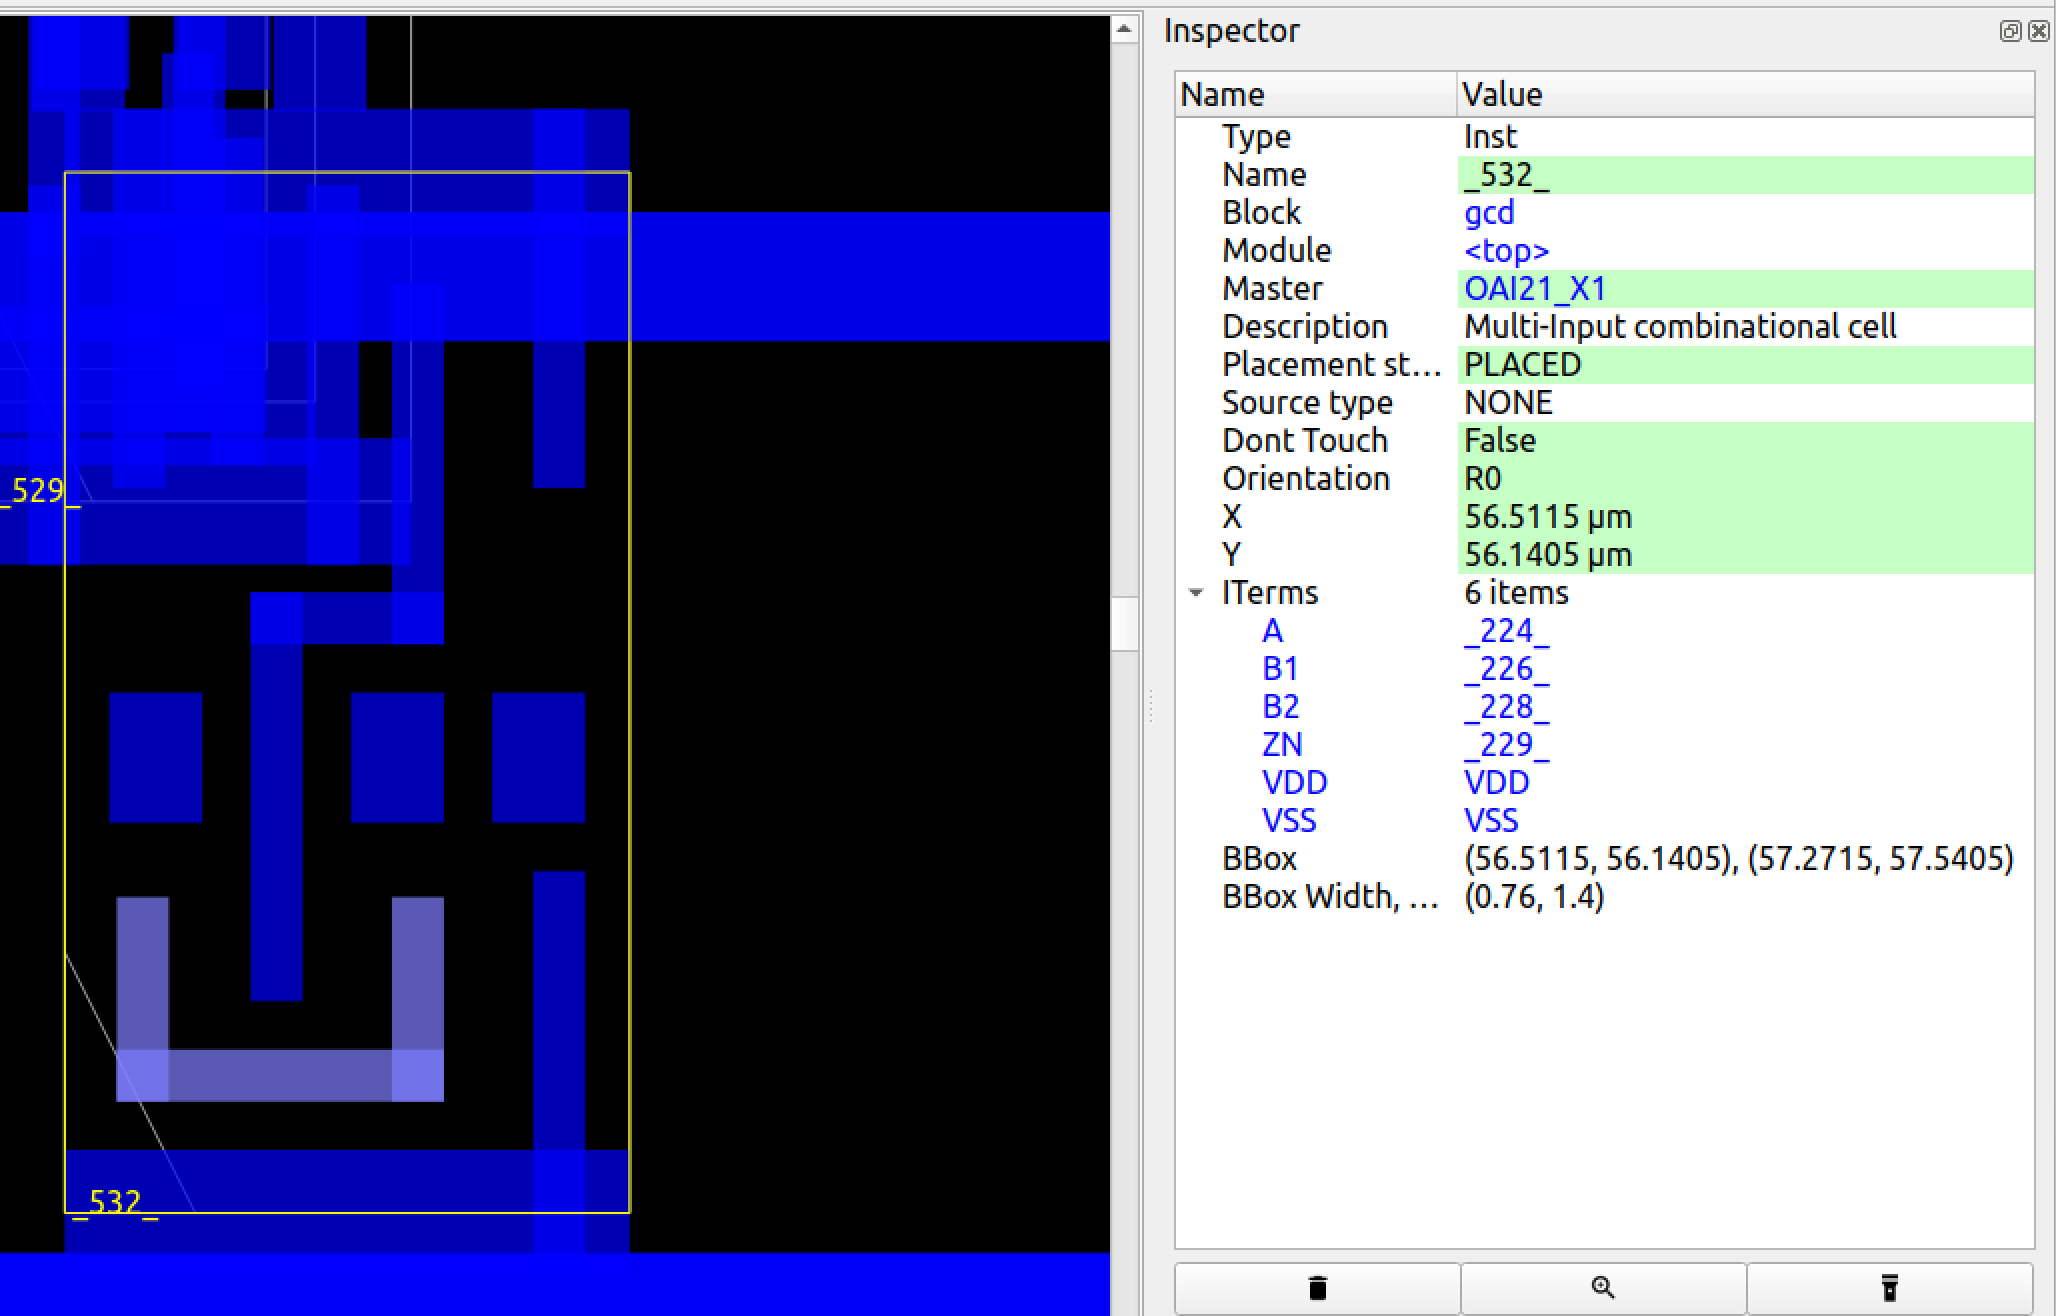 Inspector
Name Value
Type Inst
Name _532_
Block gcd
Module <top>
Master OAI21_X1
Description Multi-Input combinational cell
Placement st... PLACED
Source type NONE
Dont Touch False
Orientation R0
X 56.5115 µm
Y 56.1405 µm
ITerms 6 items
A _224_
B1 _226_
B2 _228_
ZN _229_
VDD VDD
VSS VSS
BBox (56.5115, 56.1405), (57.2715, 57.5405)
BBox Width, ... (0.76, 1.4)
_529_
_532_